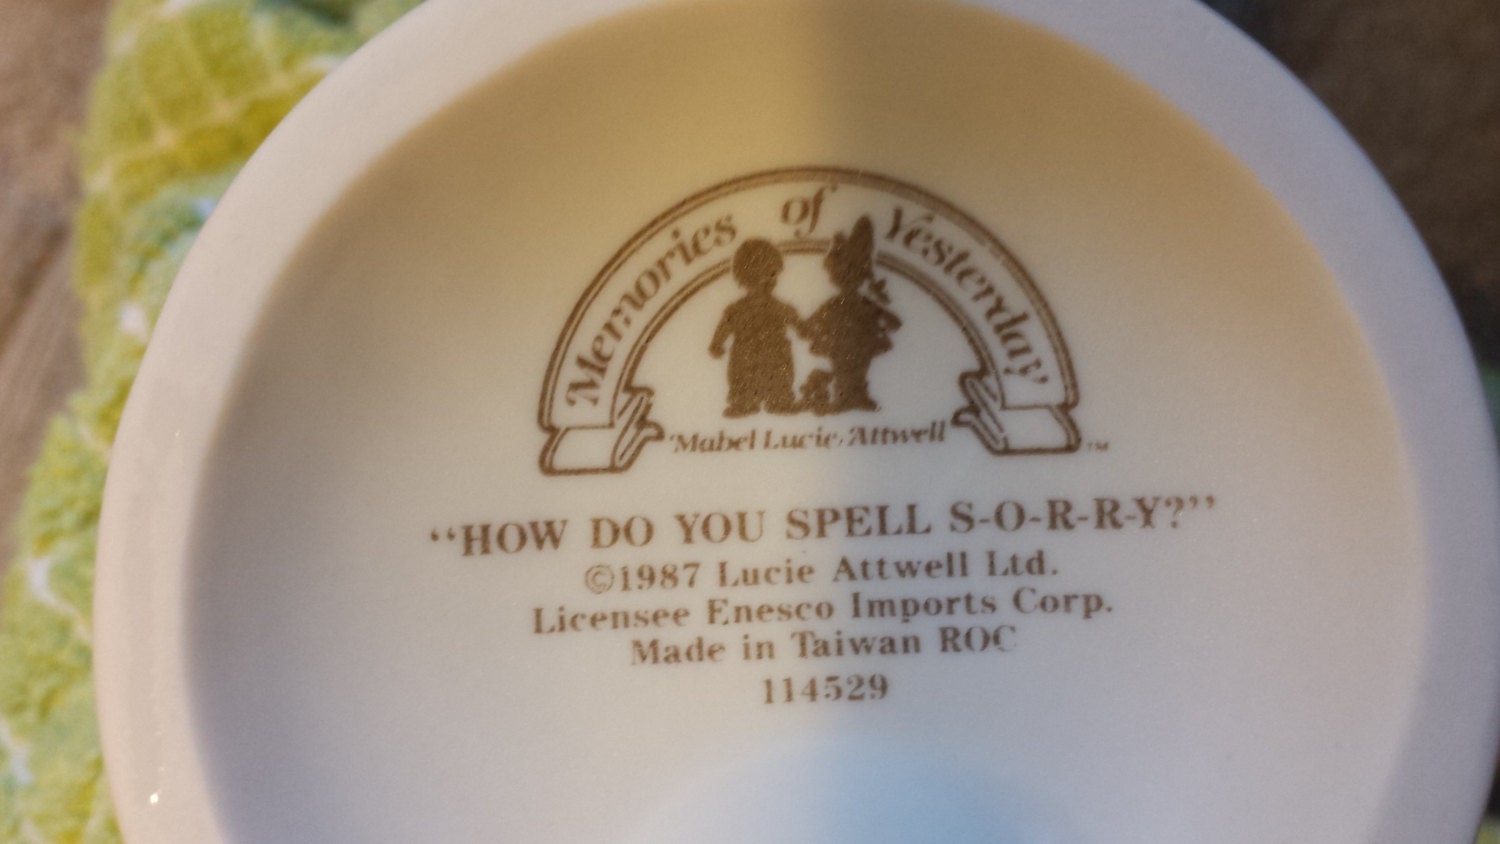 Memories of Yesterday
Mabel Lucie Attwell ™
“HOW DO YOU SPELL S-O-R-R-Y?”
©1987 Lucie Attwell Ltd.
Licensee Enesco Imports Corp.
Made in Taiwan ROC
114529